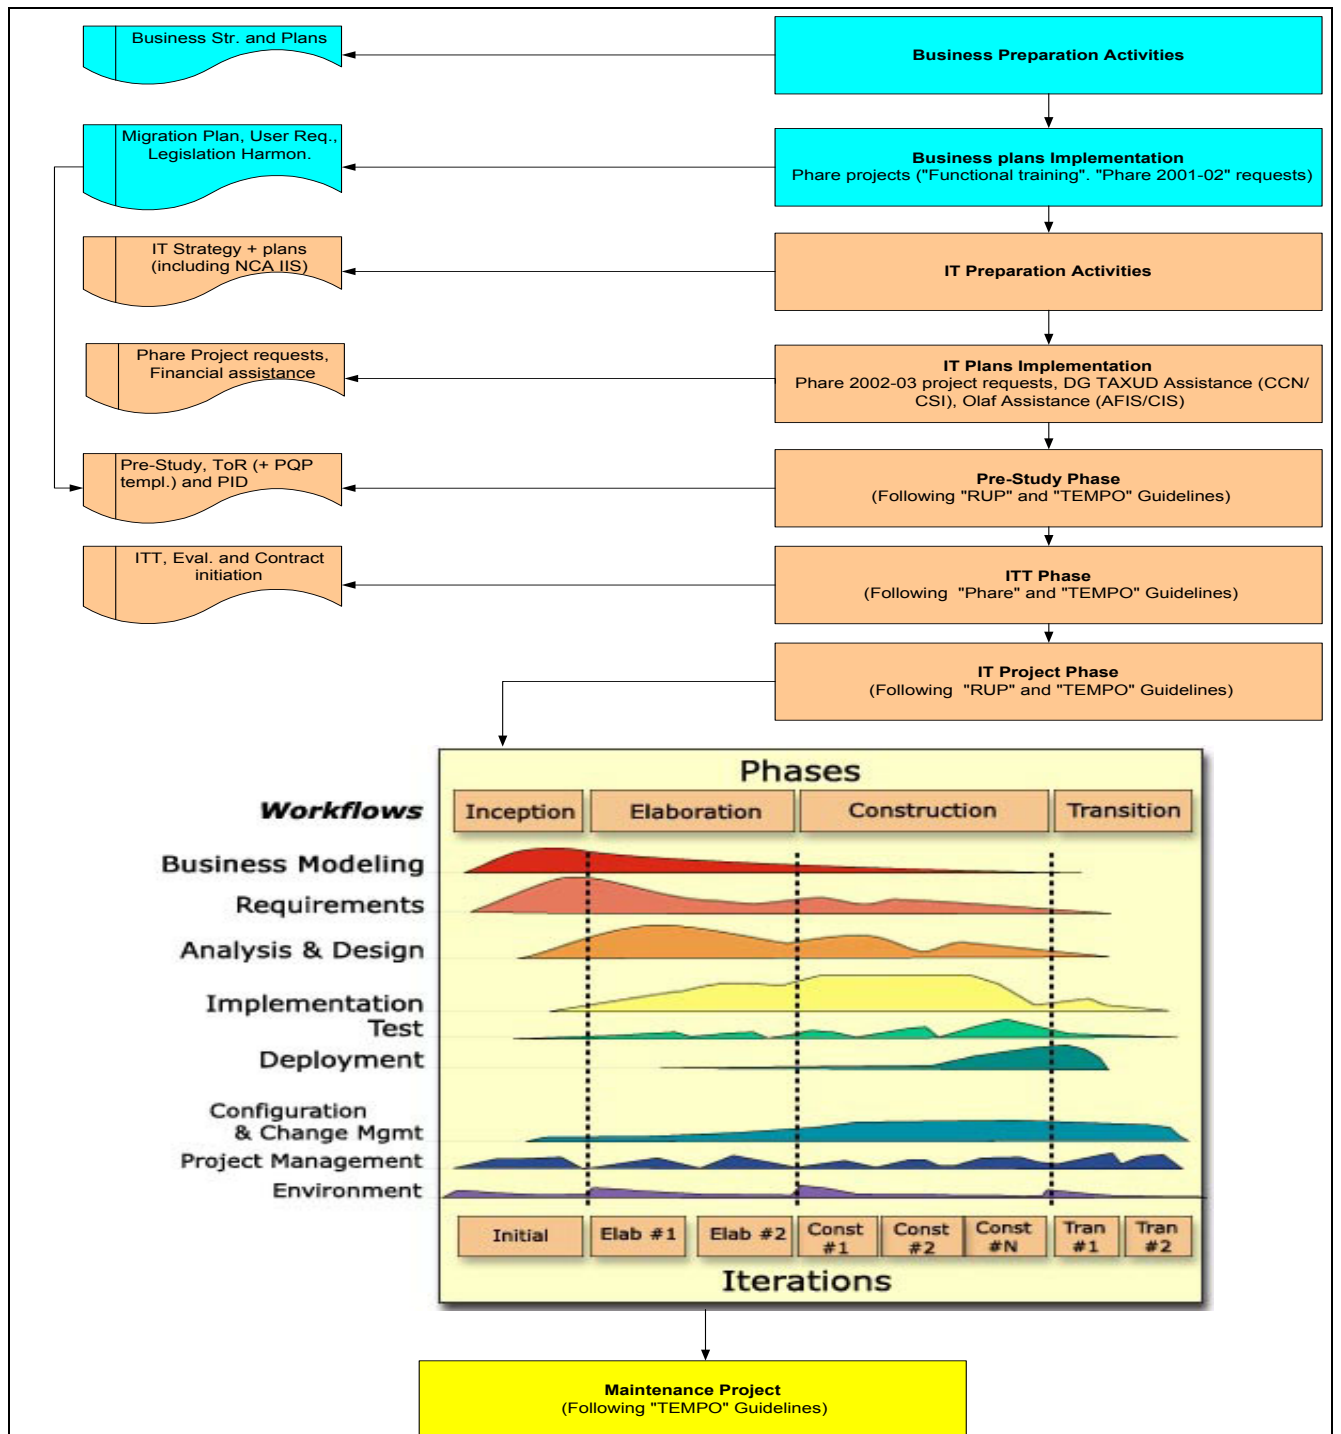 Business Str. and Plans
Business Preparation Activities
Migration Plan, User Req.,
Legislation Harmon.
Business plans Implementation
Phare projects ("Functional training". "Phare 2001-02" requests)
IT Strategy + plans
(including NCA IIS)
IT Preparation Activities
Phare Project requests,
Financial assistance
IT Plans Implementation
Phare 2002-03 project requests, DG TAXUD Assistance (CCN/
CSI), Olaf Assistance (AFIS/CIS)
Pre-Study, ToR (+ PQP
templ.) and PID
Pre-Study Phase
(Following "RUP" and "TEMPO" Guidelines)
ITT, Eval. and Contract
initiation
ITT Phase
(Following "Phare" and "TEMPO" Guidelines)
IT Project Phase
(Following "RUP" and "TEMPO" Guidelines)
Phases
Workflows
Inception
Elaboration
Construction
Transition
Business Modeling
Requirements
Analysis & Design
Implementation
Test
Deployment
Configuration
& Change Mgmt
Project Management
Environment
Initial
Elab #1
Elab #2
Const
#1
Const
#2
Const
#N
Tran
#1
Tran
#2
Iterations
Maintenance Project
(Following "TEMPO" Guidelines)